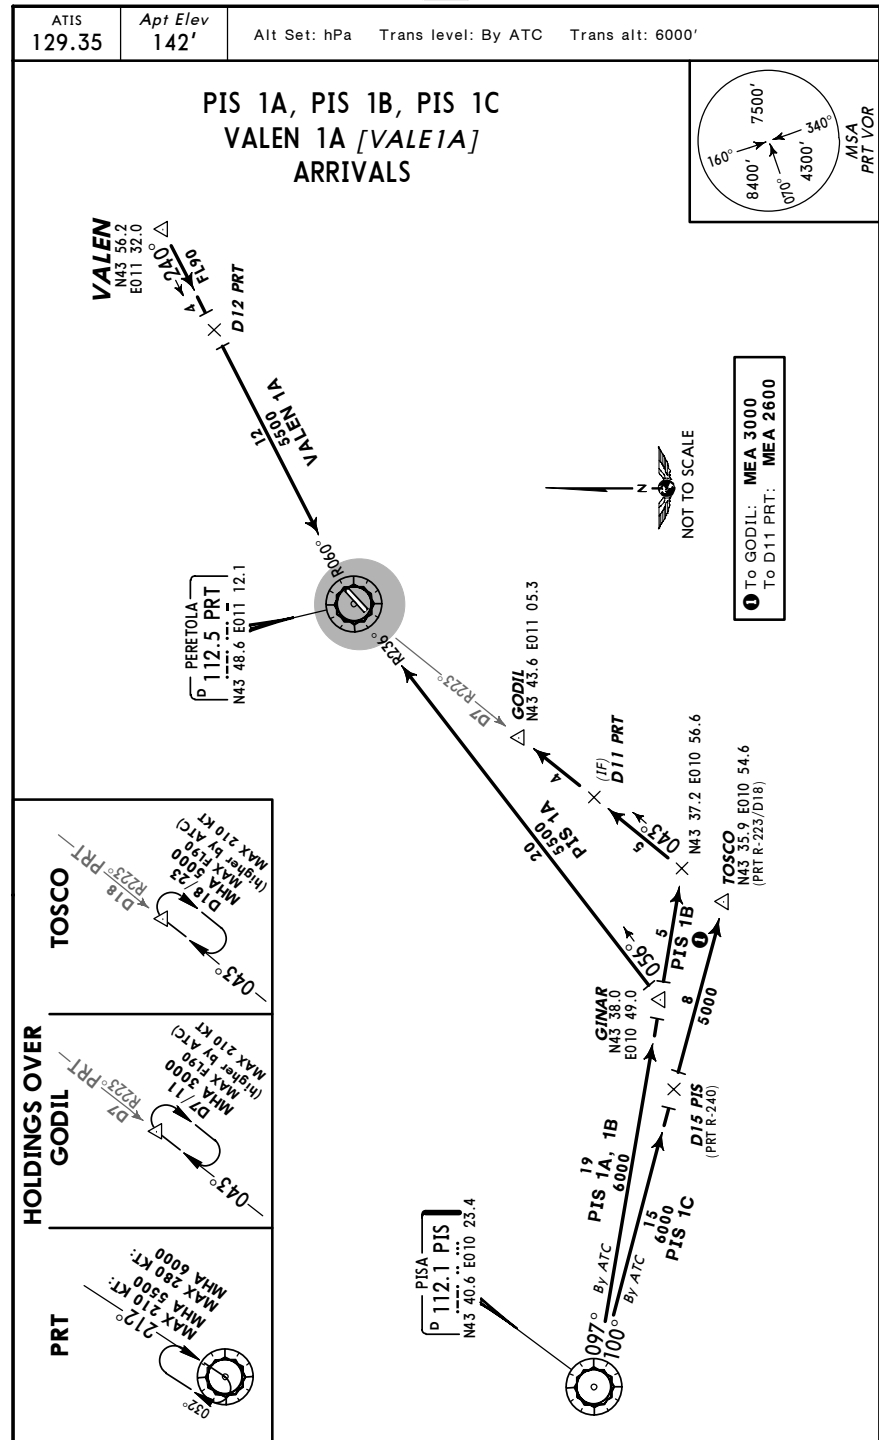 ATIS
129.35
Apt Elev
142'
Alt Set: hPa Trans level: By ATC Trans alt: 6000'
PIS 1A, PIS 1B, PIS 1C
VALEN 1A [VALE1A]
ARRIVALS
7500'
340°
160°
8400'
070°
4300'
MSA
PRT VOR
VALEN
N43 56.2
E011 32.0
240°
FL90
4
D12 PRT
12
5500
VALEN 1A
R060°
PERETOLA
D 112.5 PRT
N43 48.6 E011 12.1
N
NOT TO SCALE
1 To GODIL: MEA 3000
To D11 PRT: MEA 2600
R236°
D7 R223°
GODIL
N43 43.6 E011 05.3
4
(IF)
D11 PRT
20
5500
PIS 1A
5
043°
N43 37.2 E010 56.6
TOSCO
N43 35.9 E010 54.6
(PRT R-223/D18)
056°
5
PIS 1B
1
GINAR
N43 38.0
E010 49.0
8
5000
D15 PIS
(PRT R-240)
19
6000
PIS 1A, 1B
15
6000
PIS 1C
By ATC
By ATC
097°
100°
PISA
D 112.1 PIS
N43 40.6 E010 23.4
HOLDINGS OVER
TOSCO
D18 PRT
R223°
D18/23
MHA 5000
MAX FL90
(higher by ATC)
MAX 210 KT
043°
GODIL
D7 PRT
R223°
D7/11
MHA 3000
MAX FL90
(higher by ATC)
MAX 210 KT
043°
PRT
212°
032°
MAX 210 KT:
MHA 5500
MAX 280 KT:
MHA 6000